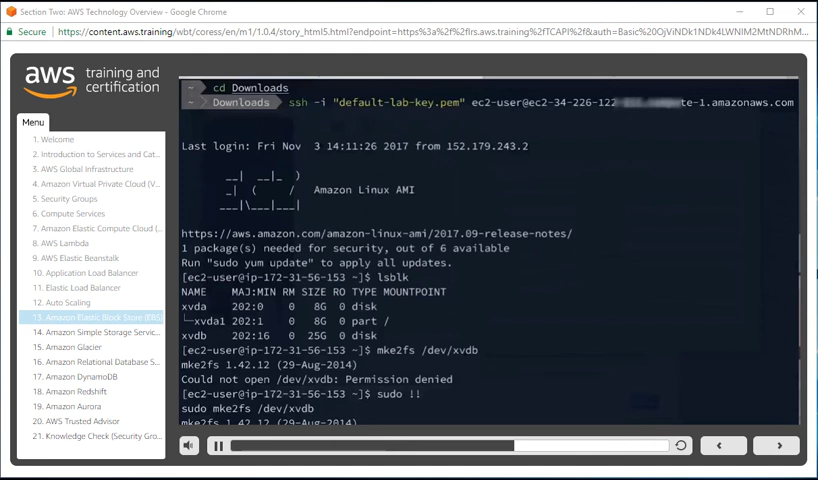 Section Two: AWS Technology Overview - Google Chrome
Secure https://content.aws.training/wbt/coress/en/m1/1.0.4/story_html5.html?endpoint=https%3a%2f%2flrs.aws.training%2fTCAPI%2f&auth=Basic%20OjViNDk1NDk4LWNlM2MtNDRhM...
aws training and certification
Menu
1. Welcome
2. Introduction to Services and Cat...
3. AWS Global Infrastructure
4. Amazon Virtual Private Cloud (V...
5. Security Groups
6. Compute Services
7. Amazon Elastic Compute Cloud (...
8. AWS Lambda
9. AWS Elastic Beanstalk
10. Application Load Balancer
11. Elastic Load Balancer
12. Auto Scaling
13. Amazon Elastic Block Store (EBS)
14. Amazon Simple Storage Servic...
15. Amazon Glacier
16. Amazon Relational Database S...
17. Amazon DynamoDB
18. Amazon Redshift
19. Amazon Aurora
20. AWS Trusted Advisor
21. Knowledge Check (Security Gro...
~ cd Downloads
~ Downloads ssh -i "default-lab-key.pem" ec2-user@ec2-34-226-122 te-1.amazonaws.com
Last login: Fri Nov 3 14:11:26 2017 from 152.179.243.2
__| __|_ )
_| ( / Amazon Linux AMI
___|\___|___|
https://aws.amazon.com/amazon-linux-ami/2017.09-release-notes/
1 package(s) needed for security, out of 6 available
Run "sudo yum update" to apply all updates.
[ec2-user@ip-172-31-56-153 ~]$ lsblk
NAME MAJ:MIN RM SIZE RO TYPE MOUNTPOINT
xvda 202:0 0 8G 0 disk
└─xvda1 202:1 0 8G 0 part /
xvdb 202:16 0 25G 0 disk
[ec2-user@ip-172-31-56-153 ~]$ mke2fs /dev/xvdb
mke2fs 1.42.12 (29-Aug-2014)
Could not open /dev/xvdb: Permission denied
[ec2-user@ip-172-31-56-153 ~]$ sudo !!
sudo mke2fs /dev/xvdb
mke2fs 1.42.12 (29-Aug-2014)